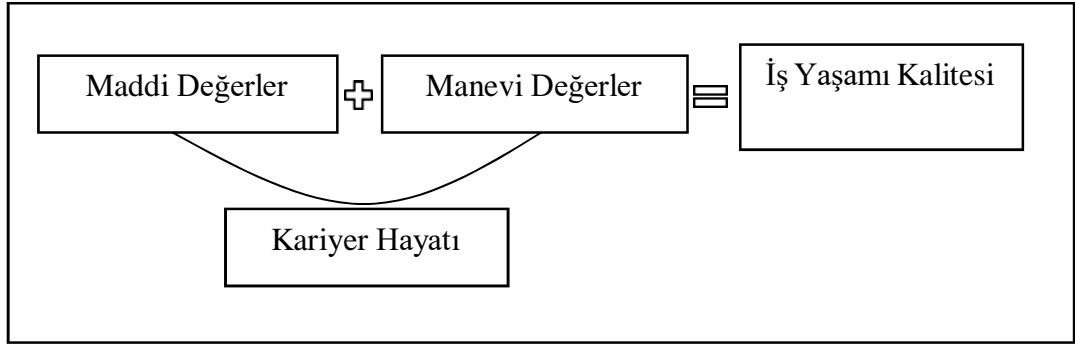 Maddi Değerler + Manevi Değerler = İş Yaşamı Kalitesi
Kariyer Hayatı